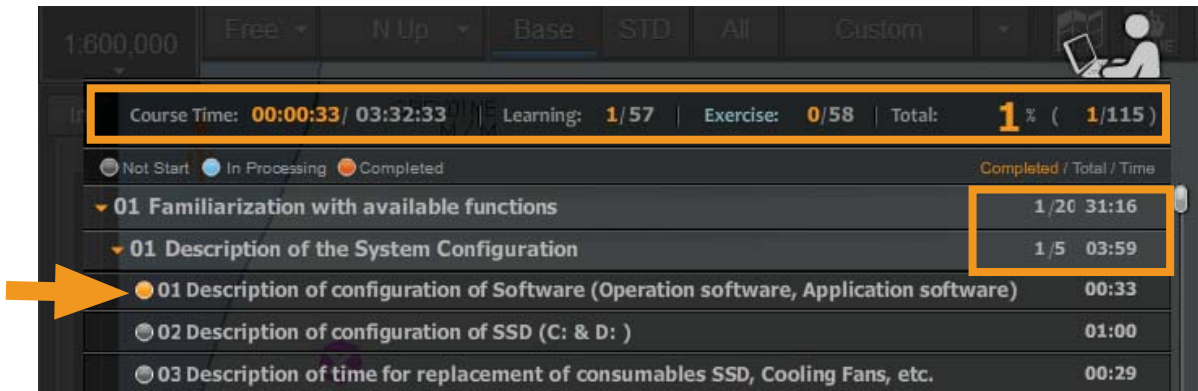 1:600,000 Free N Up Base STD All Custom
Course Time: 00:00:33/ 03:32:33 | Learning: 1/57 | Exercise: 0/58 | Total: 1 % ( 1/115 )
Not Start In Processing Completed Completed / Total / Time
01 Familiarization with available functions 1/20 31:16
01 Description of the System Configuration 1/5 03:59
01 Description of configuration of Software (Operation software, Application software) 00:33
02 Description of configuration of SSD (C: & D: ) 01:00
03 Description of time for replacement of consumables SSD, Cooling Fans, etc. 00:29